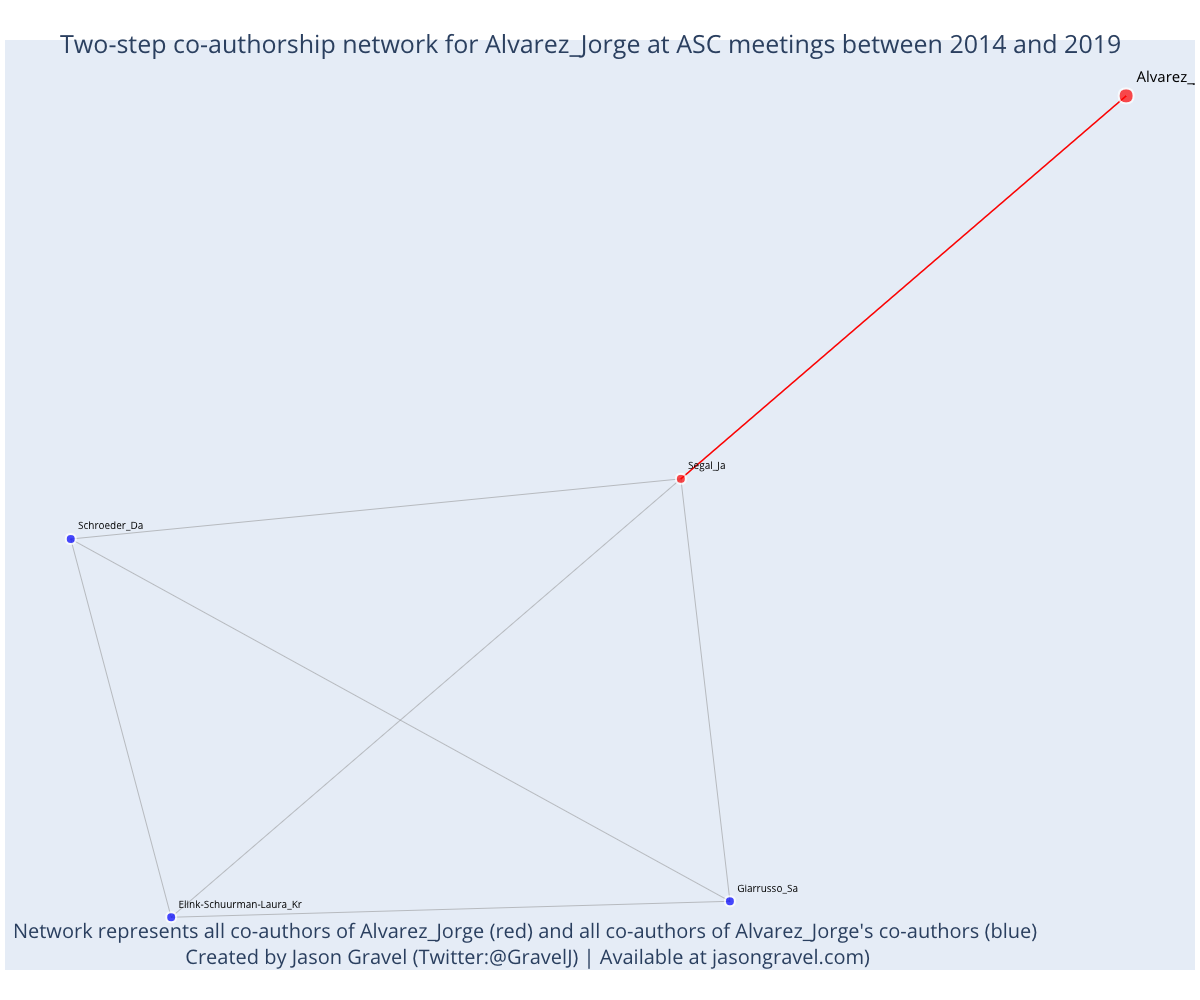 Two-step co-authorship network for Alvarez_Jorge at ASC meetings between 2014 and 2019
Alvarez_
Segal_Ja
Schroeder_Da
Giarrusso_Sa
Elink-Schuurman-Laura_Kr
Network represents all co-authors of Alvarez_Jorge (red) and all co-authors of Alvarez_Jorge's co-authors (blue)
Created by Jason Gravel (Twitter:@GravelJ) | Available at jasongravel.com)